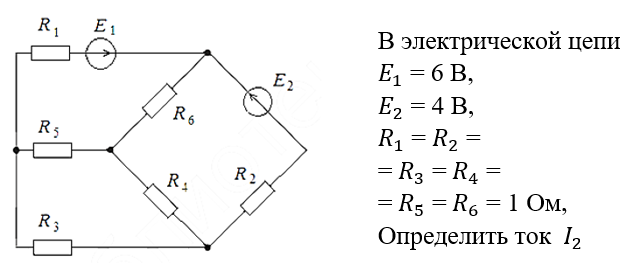 R₁ E₁
E₂
R₆
R₅
R₄ R₂
R₃
В электрической цепи
E₁ = 6 В,
E₂ = 4 В,
R₁ = R₂ =
= R₃ = R₄ =
= R₅ = R₆ = 1 Ом,
Определить ток I₂